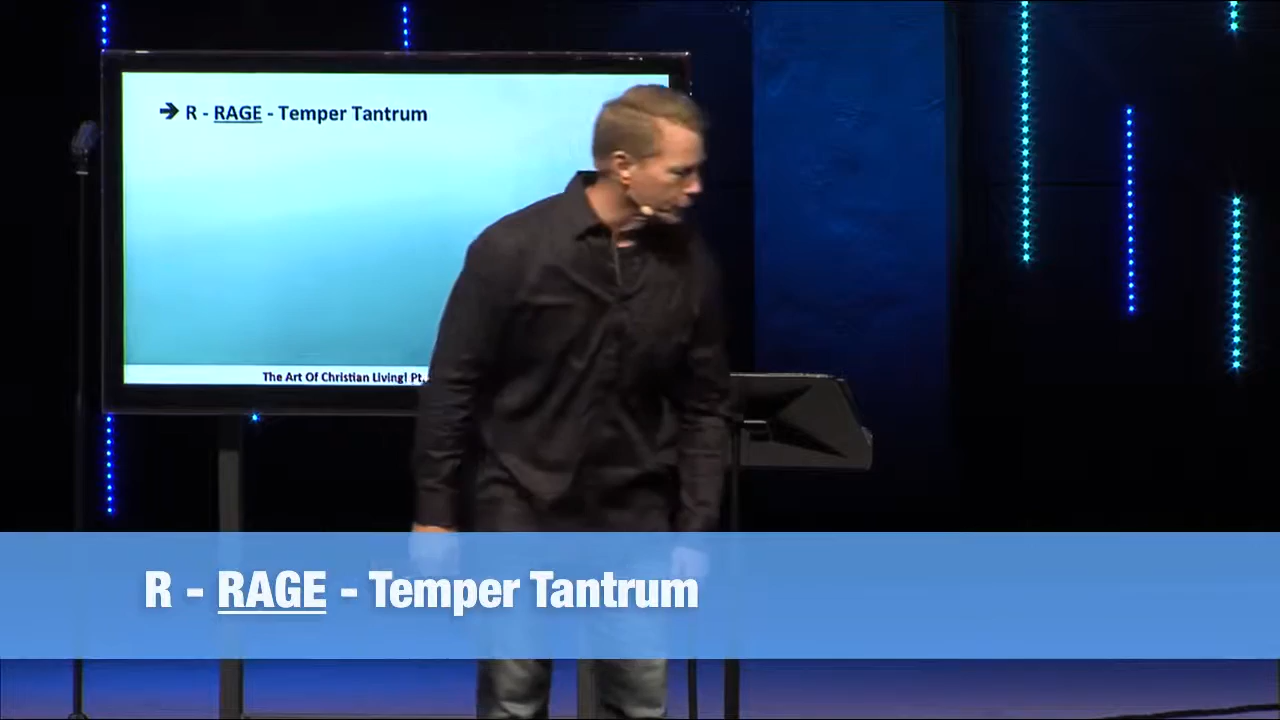 ➔ R - RAGE - Temper Tantrum
The Art Of Christian Living! Pt.
R - RAGE - Temper Tantrum